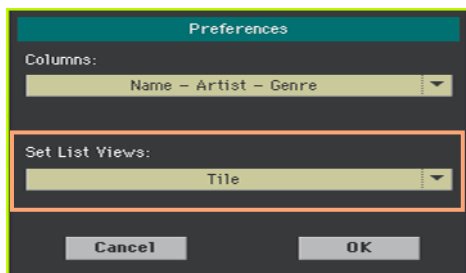 Preferences
Columns:
Name – Artist – Genre
Set List Views:
Tile
Cancel OK